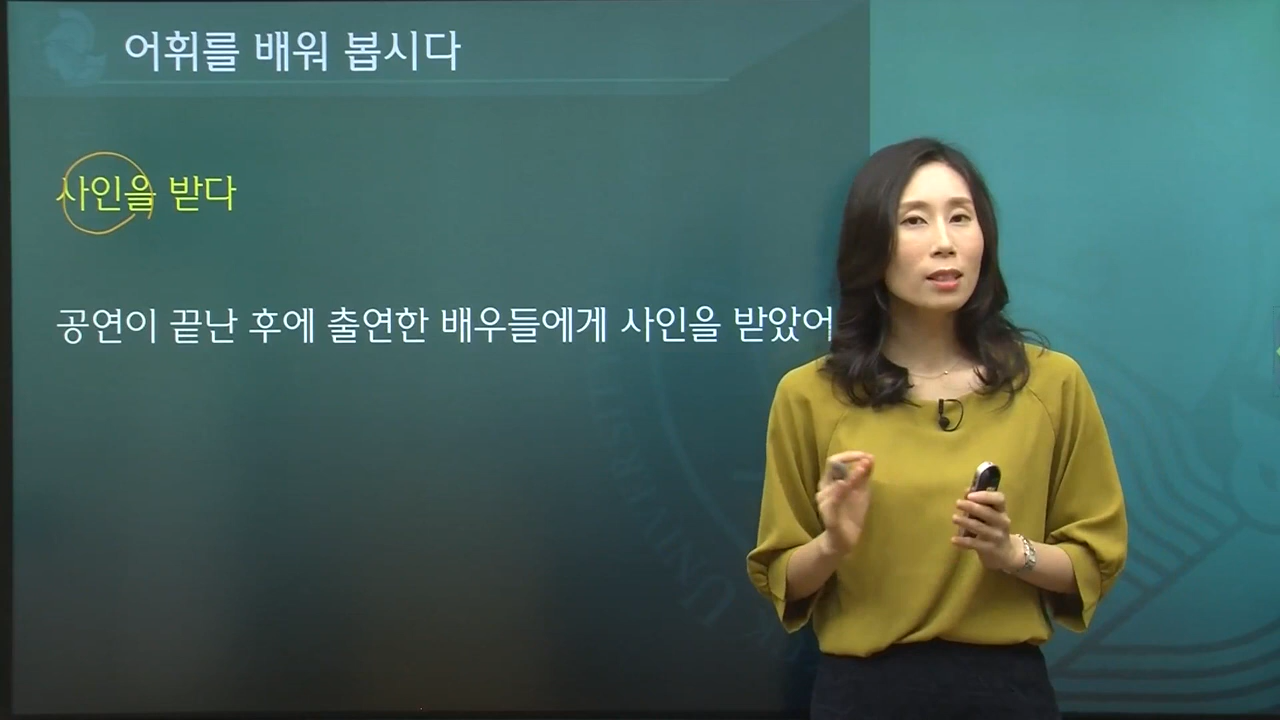 어휘를 배워 봅시다
사인을 받다
공연이 끝난 후에 출연한 배우들에게 사인을 받았어